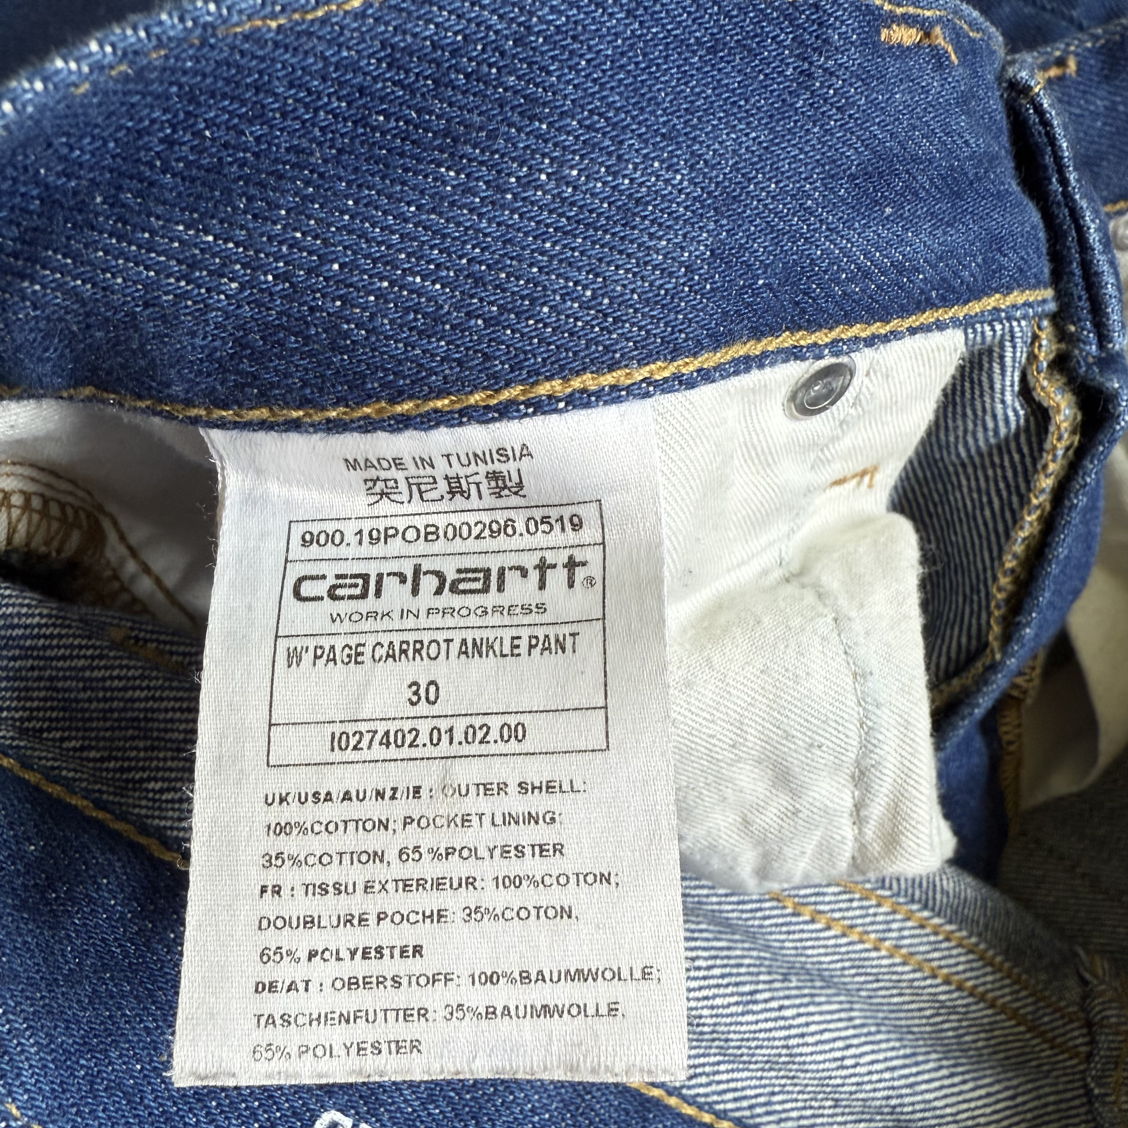 MADE IN TUNISIA
突尼斯製
900.19POB00296.0519
carhartt®
WORK IN PROGRESS
W' PAGE CARROT ANKLE PANT
30
I027402.01.02.00
UK/USA/AU/NZ/IE : OUTER SHELL:
100%COTTON; POCKET LINING:
35%COTTON, 65%POLYESTER
FR : TISSU EXTERIEUR: 100%COTON;
DOUBLURE POCHE: 35%COTON,
65% POLYESTER
DE/AT : OBERSTOFF: 100%BAUMWOLLE;
TASCHENFUTTER: 35%BAUMWOLLE,
65% POLYESTER